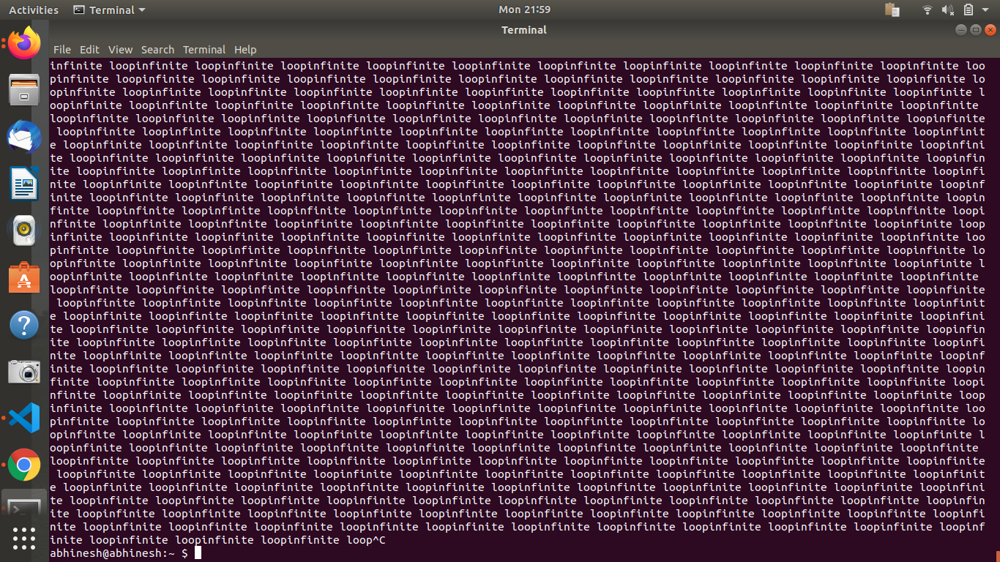 Activities
Terminal
Mon 21:59
Terminal
File Edit View Search Terminal Help
infinite loopinfinite loopinfinite loopinfinite loopinfinite loopinfinite loopinfinite loopinfinite loopinfinite loopinfinite loopinfinite loo
pinfinite loopinfinite loopinfinite loopinfinite loopinfinite loopinfinite loopinfinite loopinfinite loopinfinite loopinfinite loopinfinite lo
opinfinite loopinfinite loopinfinite loopinfinite loopinfinite loopinfinite loopinfinite loopinfinite loopinfinite loopinfinite loopinfinite l
oopinfinite loopinfinite loopinfinite loopinfinite loopinfinite loopinfinite loopinfinite loopinfinite loopinfinite loopinfinite loopinfinite
loopinfinite loopinfinite loopinfinite loopinfinite loopinfinite loopinfinite loopinfinite loopinfinite loopinfinite loopinfinite loopinfinite
 loopinfinite loopinfinite loopinfinite loopinfinite loopinfinite loopinfinite loopinfinite loopinfinite loopinfinite loopinfinite loopinfinit
e loopinfinite loopinfinite loopinfinite loopinfinite loopinfinite loopinfinite loopinfinite loopinfinite loopinfinite loopinfinite loopinfini
te loopinfinite loopinfinite loopinfinite loopinfinite loopinfinite loopinfinite loopinfinite loopinfinite loopinfinite loopinfinite loopinfin
ite loopinfinite loopinfinite loopinfinite loopinfinite loopinfinite loopinfinite loopinfinite loopinfinite loopinfinite loopinfinite loopinfi
nite loopinfinite loopinfinite loopinfinite loopinfinite loopinfinite loopinfinite loopinfinite loopinfinite loopinfinite loopinfinite loopinf
inite loopinfinite loopinfinite loopinfinite loopinfinite loopinfinite loopinfinite loopinfinite loopinfinite loopinfinite loopinfinite loopin
finite loopinfinite loopinfinite loopinfinite loopinfinite loopinfinite loopinfinite loopinfinite loopinfinite loopinfinite loopinfinite loopi
nfinite loopinfinite loopinfinite loopinfinite loopinfinite loopinfinite loopinfinite loopinfinite loopinfinite loopinfinite loopinfinite loop
infinite loopinfinite loopinfinite loopinfinite loopinfinite loopinfinite loopinfinite loopinfinite loopinfinite loopinfinite loopinfinite loo
pinfinite loopinfinite loopinfinite loopinfinite loopinfinite loopinfinite loopinfinite loopinfinite loopinfinite loopinfinite loopinfinite lo
opinfinite loopinfinite loopinfinite loopinfinite loopinfinite loopinfinite loopinfinite loopinfinite loopinfinite loopinfinite loopinfinite l
oopinfinite loopinfinite loopinfinite loopinfinite loopinfinite loopinfinite loopinfinite loopinfinite loopinfinite loopinfinite loopinfinite
loopinfinite loopinfinite loopinfinite loopinfinite loopinfinite loopinfinite loopinfinite loopinfinite loopinfinite loopinfinite loopinfinite
 loopinfinite loopinfinite loopinfinite loopinfinite loopinfinite loopinfinite loopinfinite loopinfinite loopinfinite loopinfinite loopinfinit
e loopinfinite loopinfinite loopinfinite loopinfinite loopinfinite loopinfinite loopinfinite loopinfinite loopinfinite loopinfinite loopinfini
te loopinfinite loopinfinite loopinfinite loopinfinite loopinfinite loopinfinite loopinfinite loopinfinite loopinfinite loopinfinite loopinfin
ite loopinfinite loopinfinite loopinfinite loopinfinite loopinfinite loopinfinite loopinfinite loopinfinite loopinfinite loopinfinite loopinfi
nite loopinfinite loopinfinite loopinfinite loopinfinite loopinfinite loopinfinite loopinfinite loopinfinite loopinfinite loopinfinite loopinf
inite loopinfinite loopinfinite loopinfinite loopinfinite loopinfinite loopinfinite loopinfinite loopinfinite loopinfinite loopinfinite loopin
finite loopinfinite loopinfinite loopinfinite loopinfinite loopinfinite loopinfinite loopinfinite loopinfinite loopinfinite loopinfinite loopi
nfinite loopinfinite loopinfinite loopinfinite loopinfinite loopinfinite loopinfinite loopinfinite loopinfinite loopinfinite loopinfinite loop
infinite loopinfinite loopinfinite loopinfinite loopinfinite loopinfinite loopinfinite loopinfinite loopinfinite loopinfinite loopinfinite loo
pinfinite loopinfinite loopinfinite loopinfinite loopinfinite loopinfinite loopinfinite loopinfinite loopinfinite loopinfinite loopinfinite lo
opinfinite loopinfinite loopinfinite loopinfinite loopinfinite loopinfinite loopinfinite loopinfinite loopinfinite loopinfinite loopinfinite l
oopinfinite loopinfinite loopinfinite loopinfinite loopinfinite loopinfinite loopinfinite loopinfinite loopinfinite loopinfinite loopinfinite
loopinfinite loopinfinite loopinfinite loopinfinite loopinfinite loopinfinite loopinfinite loopinfinite loopinfinite loopinfinite loopinfinite
 loopinfinite loopinfinite loopinfinite loopinfinite loopinfinite loopinfinite loopinfinite loopinfinite loopinfinite loopinfinite loopinfinit
e loopinfinite loopinfinite loopinfinite loopinfinite loopinfinite loopinfinite loopinfinite loopinfinite loopinfinite loopinfinite loopinfini
te loopinfinite loopinfinite loopinfinite loopinfinite loopinfinite loopinfinite loopinfinite loopinfinite loopinfinite loopinfinite loopinfin
ite loopinfinite loopinfinite loopinfinite loopinfinite loopinfinite loopinfinite loopinfinite loopinfinite loopinfinite loopinfinite loopinfi
nite loopinfinite loopinfinite loopinfinite loopinfinite loopinfinite loopinfinite loopinfinite loopinfinite loopinfinite loopinfinite loopinf
inite loopinfinite loopinfinite loopinfinite loop^C
abhinesh@abhinesh:~ $